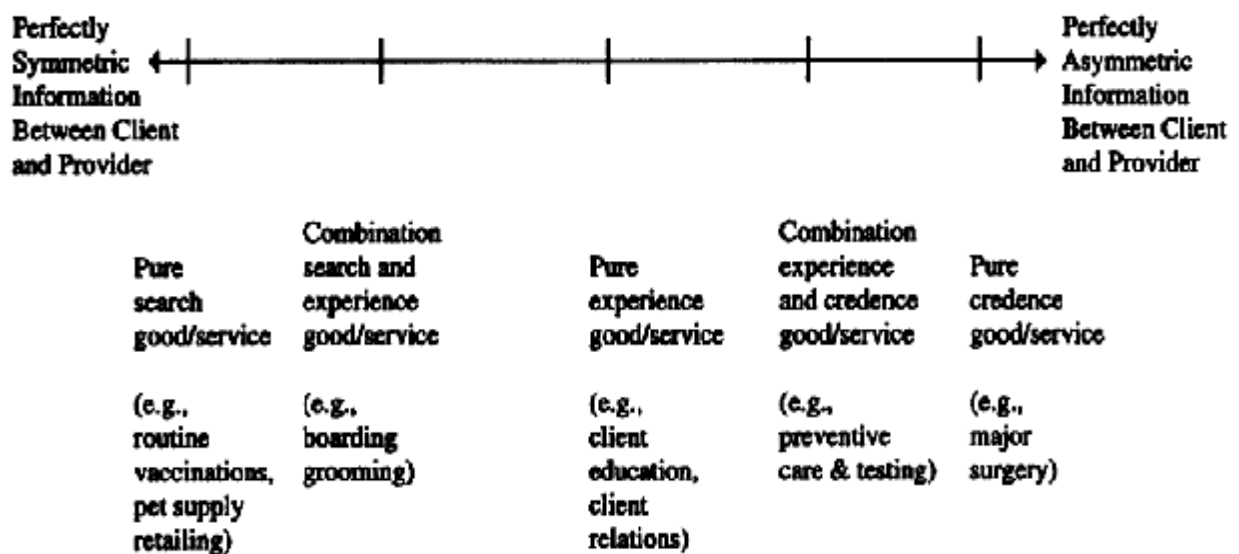 Perfectly
Symmetric
Information
Between Client
and Provider
Perfectly
Asymmetric
Information
Between Client
and Provider
Pure
search
good/service
(e.g.,
routine
vaccinations,
pet supply
retailing)
Combination
search and
experience
good/service
(e.g.,
boarding
grooming)
Pure
experience
good/service
(e.g.,
client
education,
client
relations)
Combination
experience
and credence
good/service
(e.g.,
preventive
care & testing)
Pure
credence
good/service
(e.g.,
major
surgery)